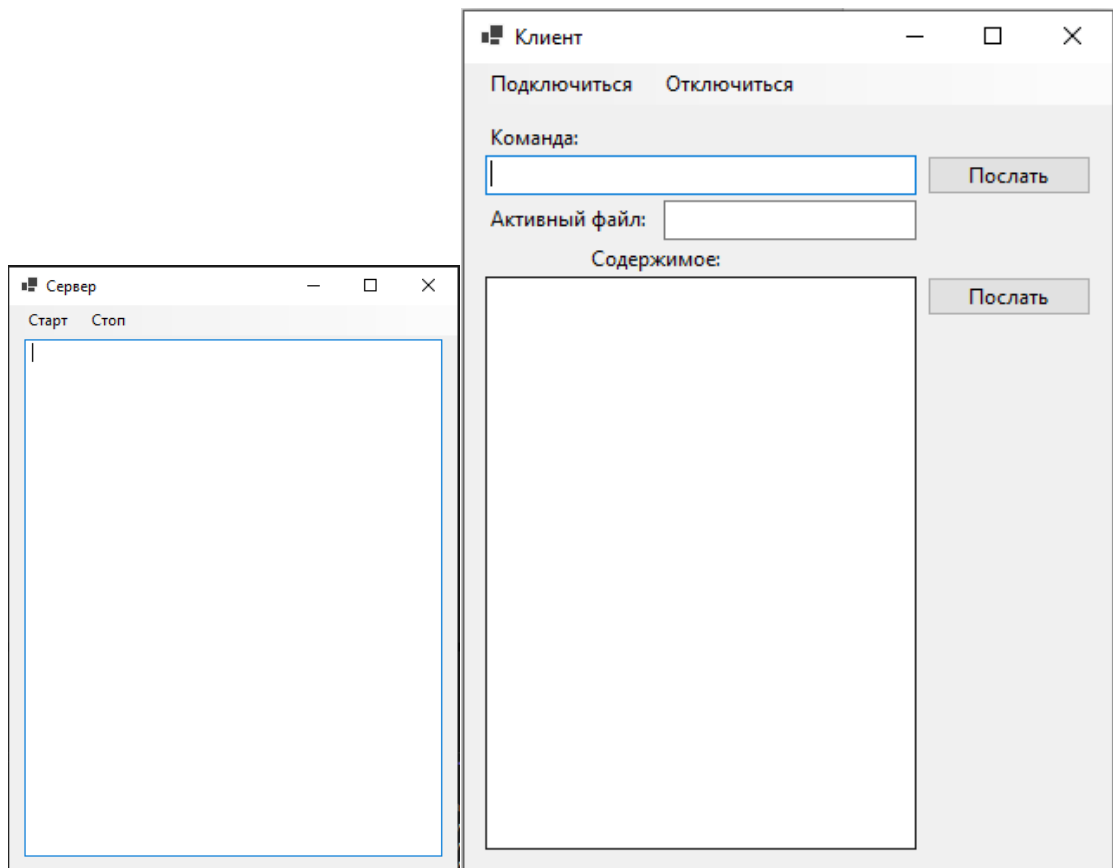 Сервер
Старт Стоп
Клиент
Подключиться Отключиться
Команда:
Послать
Активный файл:
Содержимое:
Послать